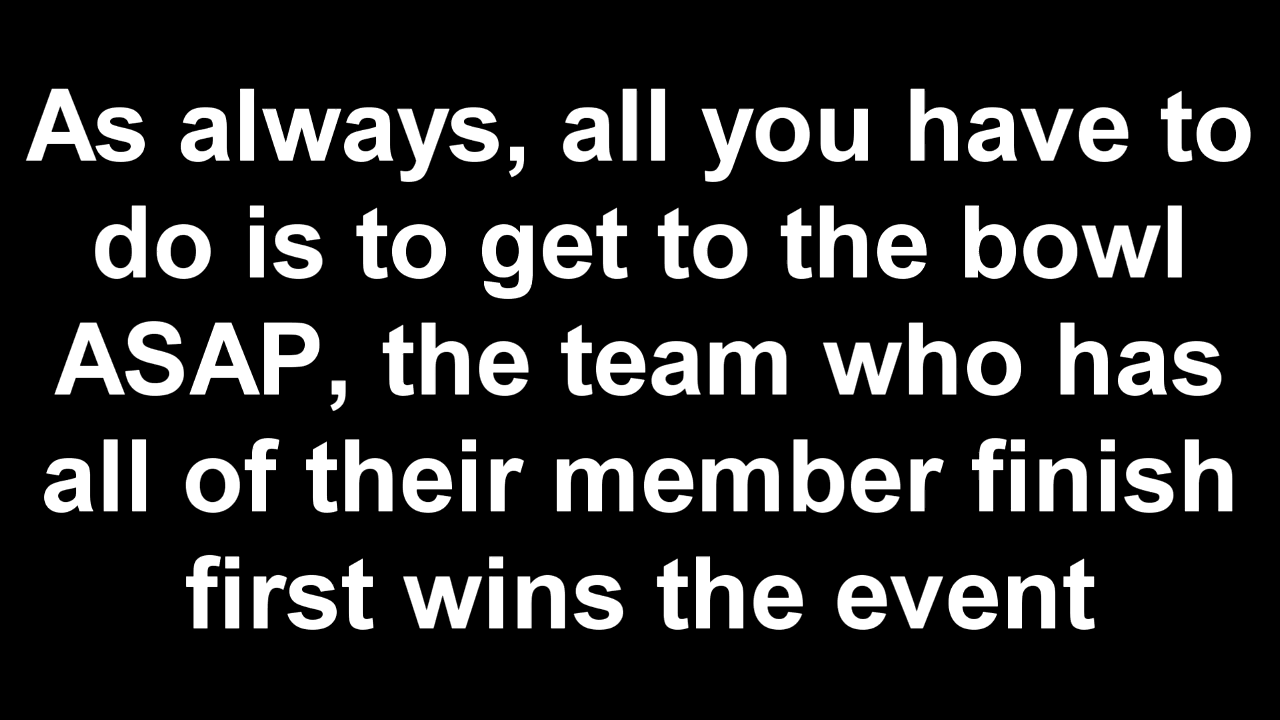 As always, all you have to
do is to get to the bowl
ASAP, the team who has
all of their member finish
first wins the event